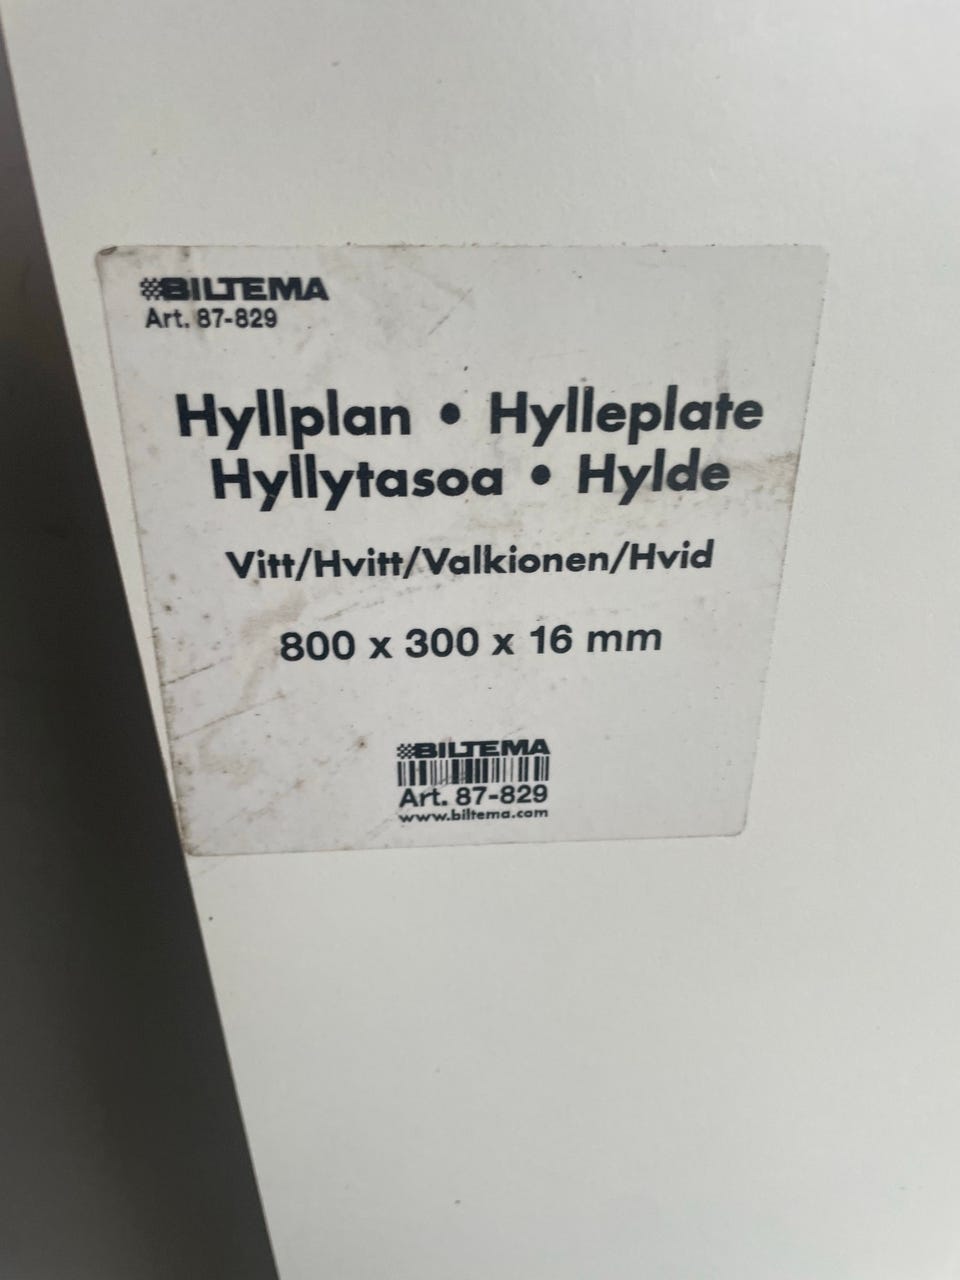 BILTEMA
Art. 87-829
Hyllplan • Hylleplate
Hyllytasoa • Hylde
Vitt/Hvitt/Valkionen/Hvid
800 x 300 x 16 mm
BILTEMA
Art. 87-829
www.biltema.com